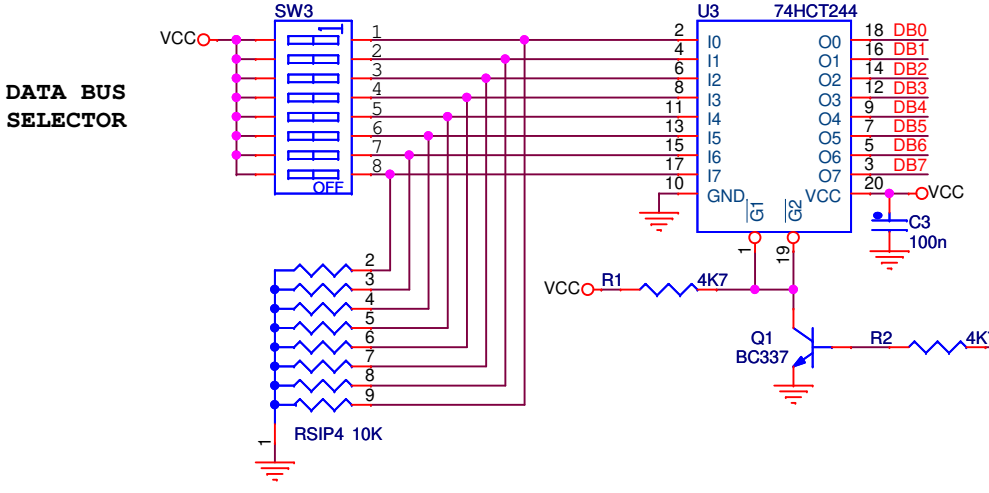 SW3
U3 74HCT244
VCC
1
2
3
4
5
6
7
8
OFF
1
DATA BUS
SELECTOR
2 I0 O0 18 DB0
4 I1 O1 16 DB1
6 I2 O2 14 DB2
8 I3 O3 12 DB3
11 I4 O4 9 DB4
13 I5 O5 7 DB5
15 I6 O6 5 DB6
17 I7 O7 3 DB7
10 GND VCC 20 VCC
G1 G2
1 19
C3
100n
2
3
4
5
6
7
8
9
1
RSIP4 10K
VCC R1 4K7
Q1
BC337
R2 4K